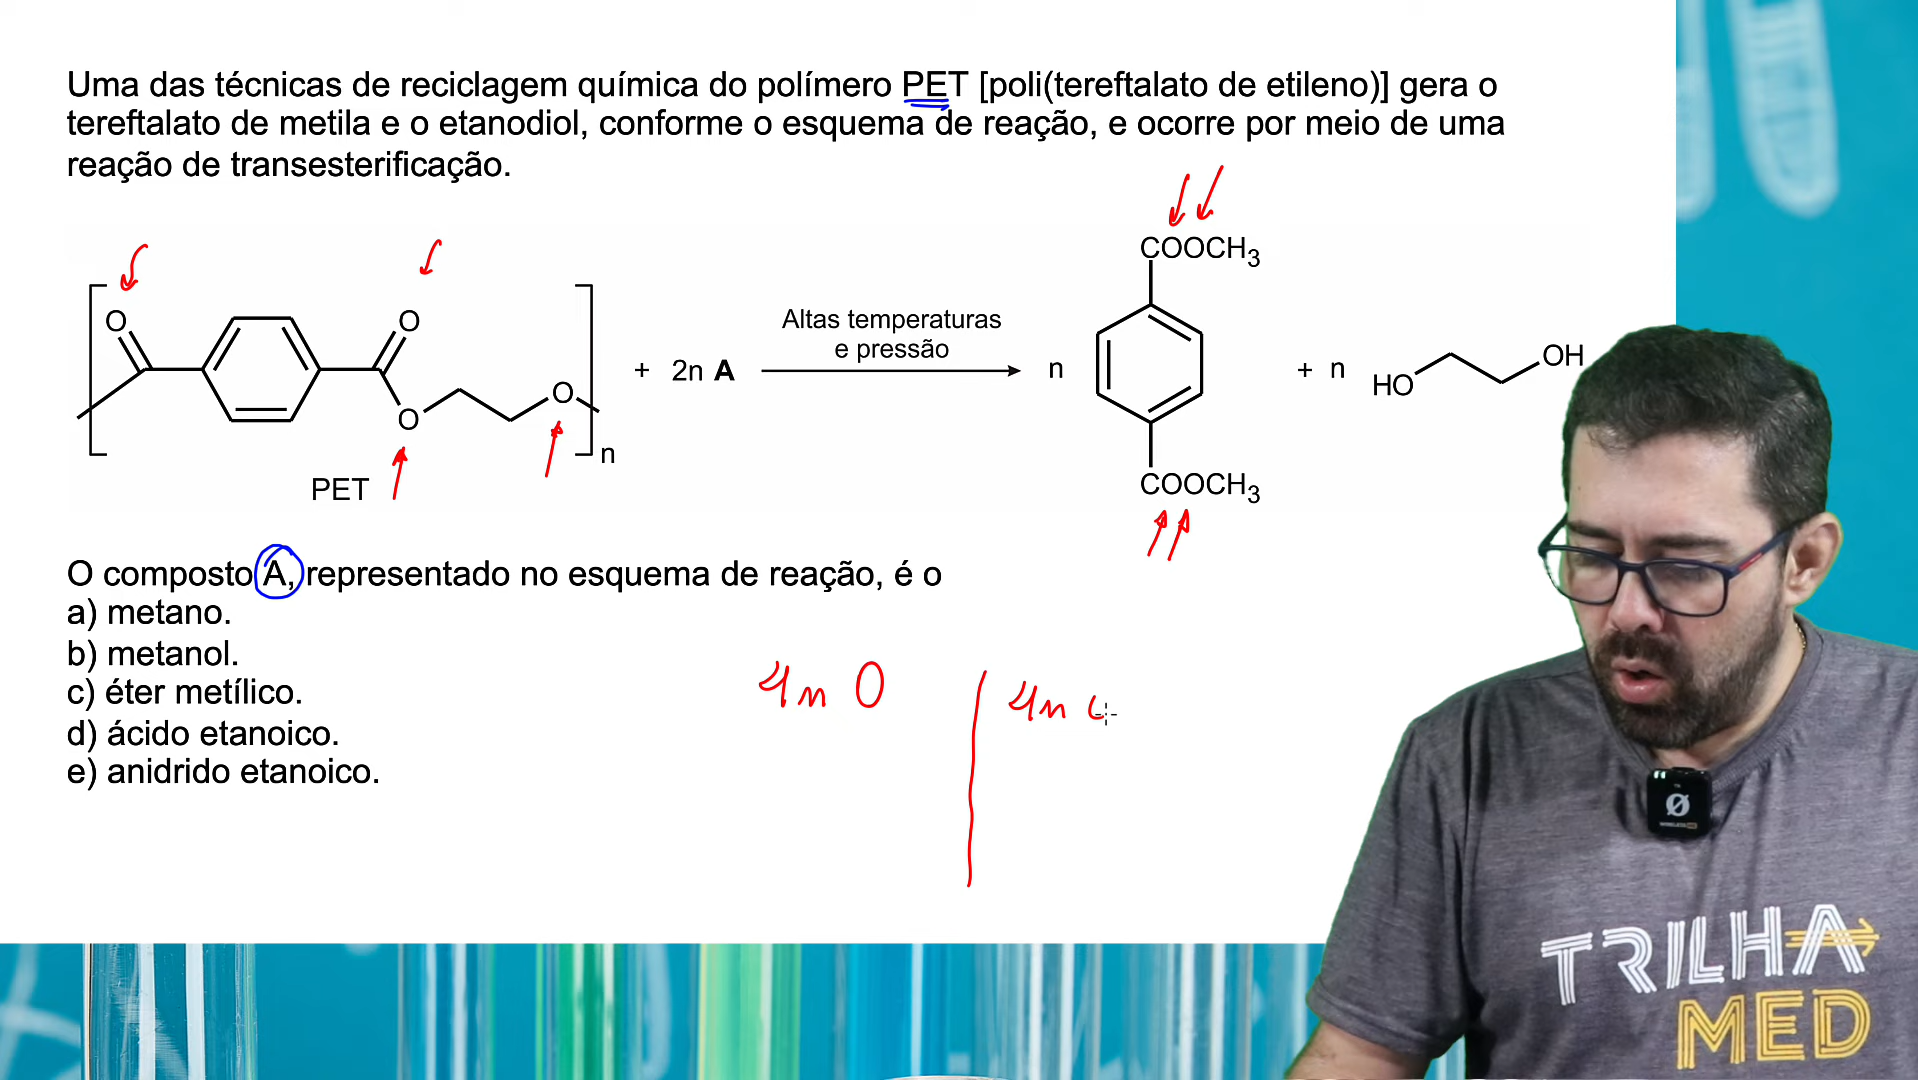 Uma das técnicas de reciclagem química do polímero PET [poli(tereftalato de etileno)] gera o
tereftalato de metila e o etanodiol, conforme o esquema de reação, e ocorre por meio de uma
reação de transesterificação.
O
O
O
O
n
PET
+ 2n A
Altas temperaturas
e pressão
n
COOCH3
COOCH3
+ n
HO
OH
O composto A, representado no esquema de reação, é o
a) metano.
b) metanol.
c) éter metílico.
d) ácido etanoico.
e) anidrido etanoico.
4n O
4n
TRILHA
MED